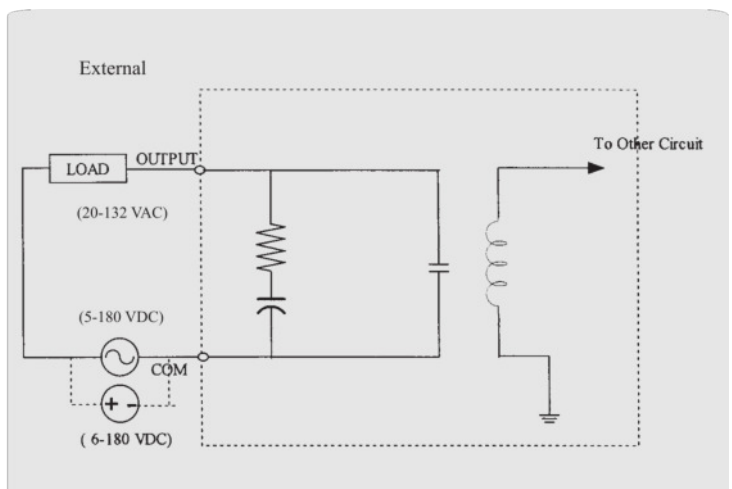 External
To Other Circuit
OUTPUT
LOAD
(20-132 VAC)
(5-180 VDC)
COM
+ -
( 6-180 VDC)